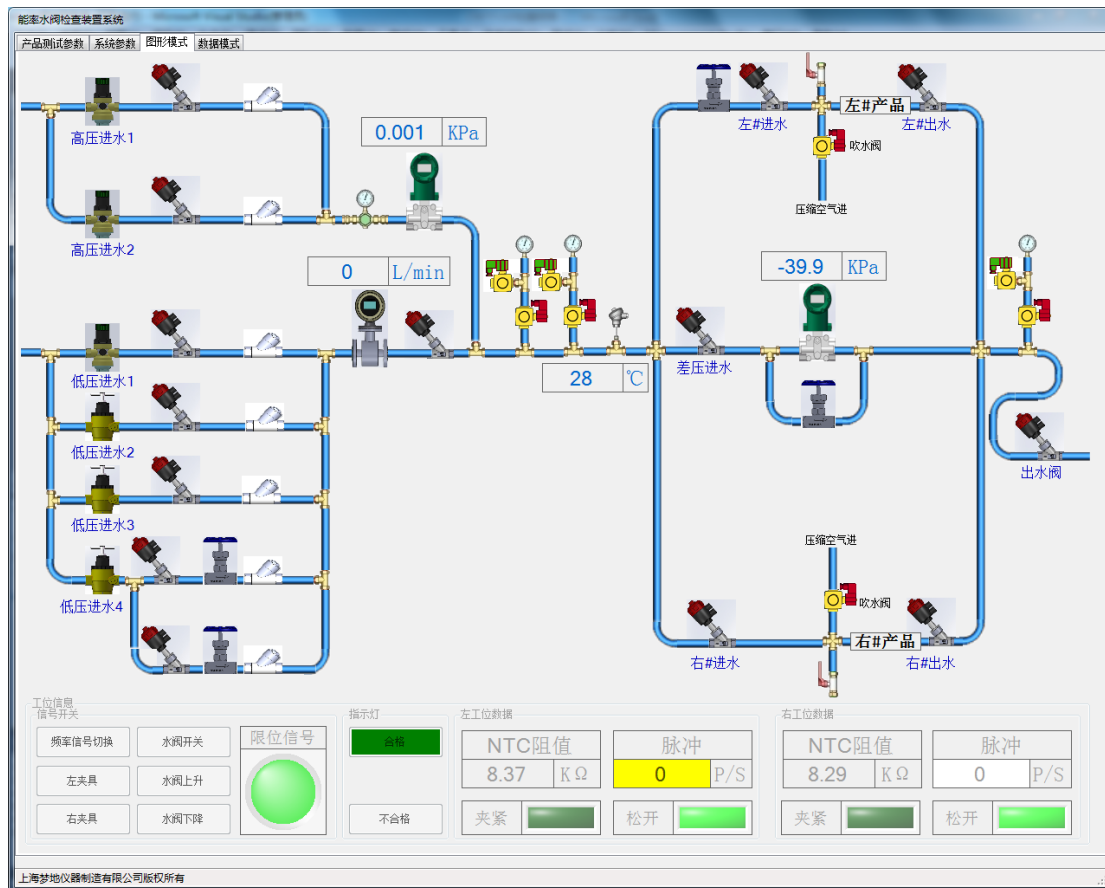 能率水阀检查装置系统
产品测试参数 系统参数 图形模式 数据模式
高压进水1
高压进水2
0.001 KPa
0 L/min
低压进水1
低压进水2
低压进水3
低压进水4
28 ℃
左#进水
左#产品
左#出水
吹水阀
压缩空气进
-39.9 KPa
差压进水
出水阀
压缩空气进
吹水阀
右#进水
右#产品
右#出水
工位信息
信号开关
频率信号切换 水阀开关
左夹具 水阀上升
右夹具 水阀下降
限位信号
指示灯
合格
不合格
左工位数据
NTC阻值 脉冲
8.37 KΩ 0 P/S
夹紧 松开
右工位数据
NTC阻值 脉冲
8.29 KΩ 0 P/S
夹紧 松开
上海梦地仪器制造有限公司版权所有